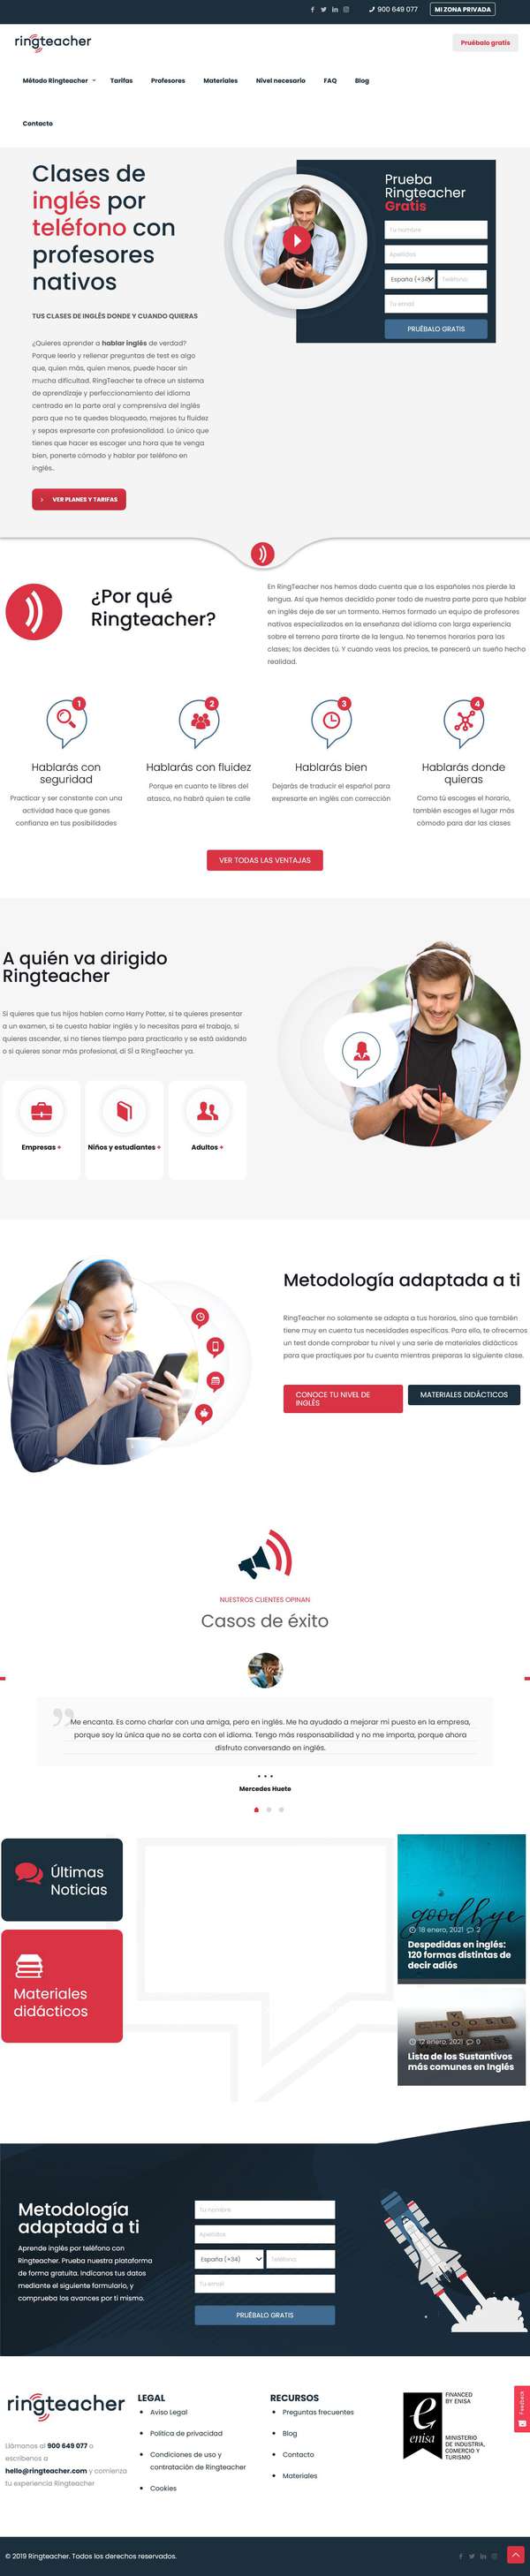 900 649 077
MI ZONA PRIVADA
ringteacher
Pruébalo gratis
Método Ringteacher
Tarifas
Profesores
Materiales
Nivel necesario
FAQ
Blog
Contacto
Clases de
inglés por
teléfono con
profesores
nativos
TUS CLASES DE INGLÉS DONDE Y CUANDO QUIERAS
¿Quieres aprender a hablar inglés de verdad?
Porque leerlo y rellenar preguntas de test es algo
que, quien más, quien menos, puede hacer sin
mucha dificultad. RingTeacher te ofrece un sistema
de aprendizaje y perfeccionamiento del idioma
centrado en la parte oral y comprensiva del inglés
para que no te quedes bloqueado, mejores tu fluidez
y sepas expresarte con profesionalidad. Lo único que
tienes que hacer es escoger una hora que te venga
bien, ponerte cómodo y hablar por teléfono en
inglés..
VER PLANES Y TARIFAS
Prueba
Ringteacher
Gratis
Tu nombre
Apellidos
España (+34)
Teléfono
Tu email
PRUÉBALO GRATIS
¿Por qué
Ringteacher?
En RingTeacher nos hemos dado cuenta que a los españoles nos pierde la
lengua. Así que hemos decidido poner todo de nuestra parte para que hablar
en inglés deje de ser un tormento. Hemos formado un equipo de profesores
nativos especializados en la enseñanza del idioma con larga experiencia
sobre el terreno para tirarte de la lengua. No tenemos horarios para las
clases; los decides tú. Y cuando veas los precios, te parecerá un sueño hecho
realidad.
1
2
3
4
Hablarás con
seguridad
Practicar y ser constante con una
actividad hace que ganes
confianza en tus posibilidades
Hablarás con fluidez
Porque en cuanto te libres del
atasco, no habrá quien te calle
Hablarás bien
Dejarás de traducir el español para
expresarte en inglés con corrección
Hablarás donde
quieras
Como tú escoges el horario,
también escoges el lugar más
cómodo para dar las clases
VER TODAS LAS VENTAJAS
A quién va dirigido
Ringteacher
Si quieres que tus hijos hablen como Harry Potter, si te quieres presentar
a un examen, si te cuesta hablar inglés y lo necesitas para el trabajo, si
quieres ascender, si no tienes tiempo para practicarlo y se está oxidando
o si quieres sonar más profesional, di SÍ a RingTeacher ya.
Empresas +
Niños y estudiantes +
Adultos +
Metodología adaptada a ti
RingTeacher no solamente se adapta a tus horarios, sino que también
tiene muy en cuenta tus necesidades específicas. Para ello, te ofrecemos
un test donde comprobar tu nivel y una serie de materiales didácticos
para que practiques por tu cuenta mientras preparas la siguiente clase.
CONOCE TU NIVEL DE
INGLÉS
MATERIALES DIDÁCTICOS
NUESTROS CLIENTES OPINAN
Casos de éxito
Me encanta. Es como charlar con una amiga, pero en inglés. Me ha ayudado a mejorar mi puesto en la empresa,
porque soy la única que no se corta con el idioma. Tengo más responsabilidad y no me importa, porque ahora
disfruto conversando en inglés.
Mercedes Hueto
Últimas
Noticias
Materiales
didácticos
goodbye
18 enero, 2021 2
Despedidas en inglés:
120 formas distintas de
decir adiós
12 enero, 2021 0
Lista de los Sustantivos
más comunes en Inglés
Metodología
adaptada a ti
Aprende inglés por teléfono con
Ringteacher. Prueba nuestra plataforma
de forma gratuita. Indícanos tus datos
mediante el siguiente formulario, y
comprueba los avances por ti mismo.
Tu nombre
Apellidos
España (+34)
Teléfono
Tu email
PRUÉBALO GRATIS
ringteacher
Llámanos al 900 649 077 o
escríbenos a
hello@ringteacher.com y comienza
tu experiencia Ringteacher
LEGAL
Aviso Legal
Política de privacidad
Condiciones de uso y
contratación de Ringteacher
Cookies
RECURSOS
Preguntas frecuentes
Blog
Contacto
Materiales
e
enisa
FINANCED
BY ENISA
MINISTERIO
DE INDUSTRIA,
COMERCIO Y
TURISMO
Feedback
© 2019 Ringteacher. Todos los derechos reservados.